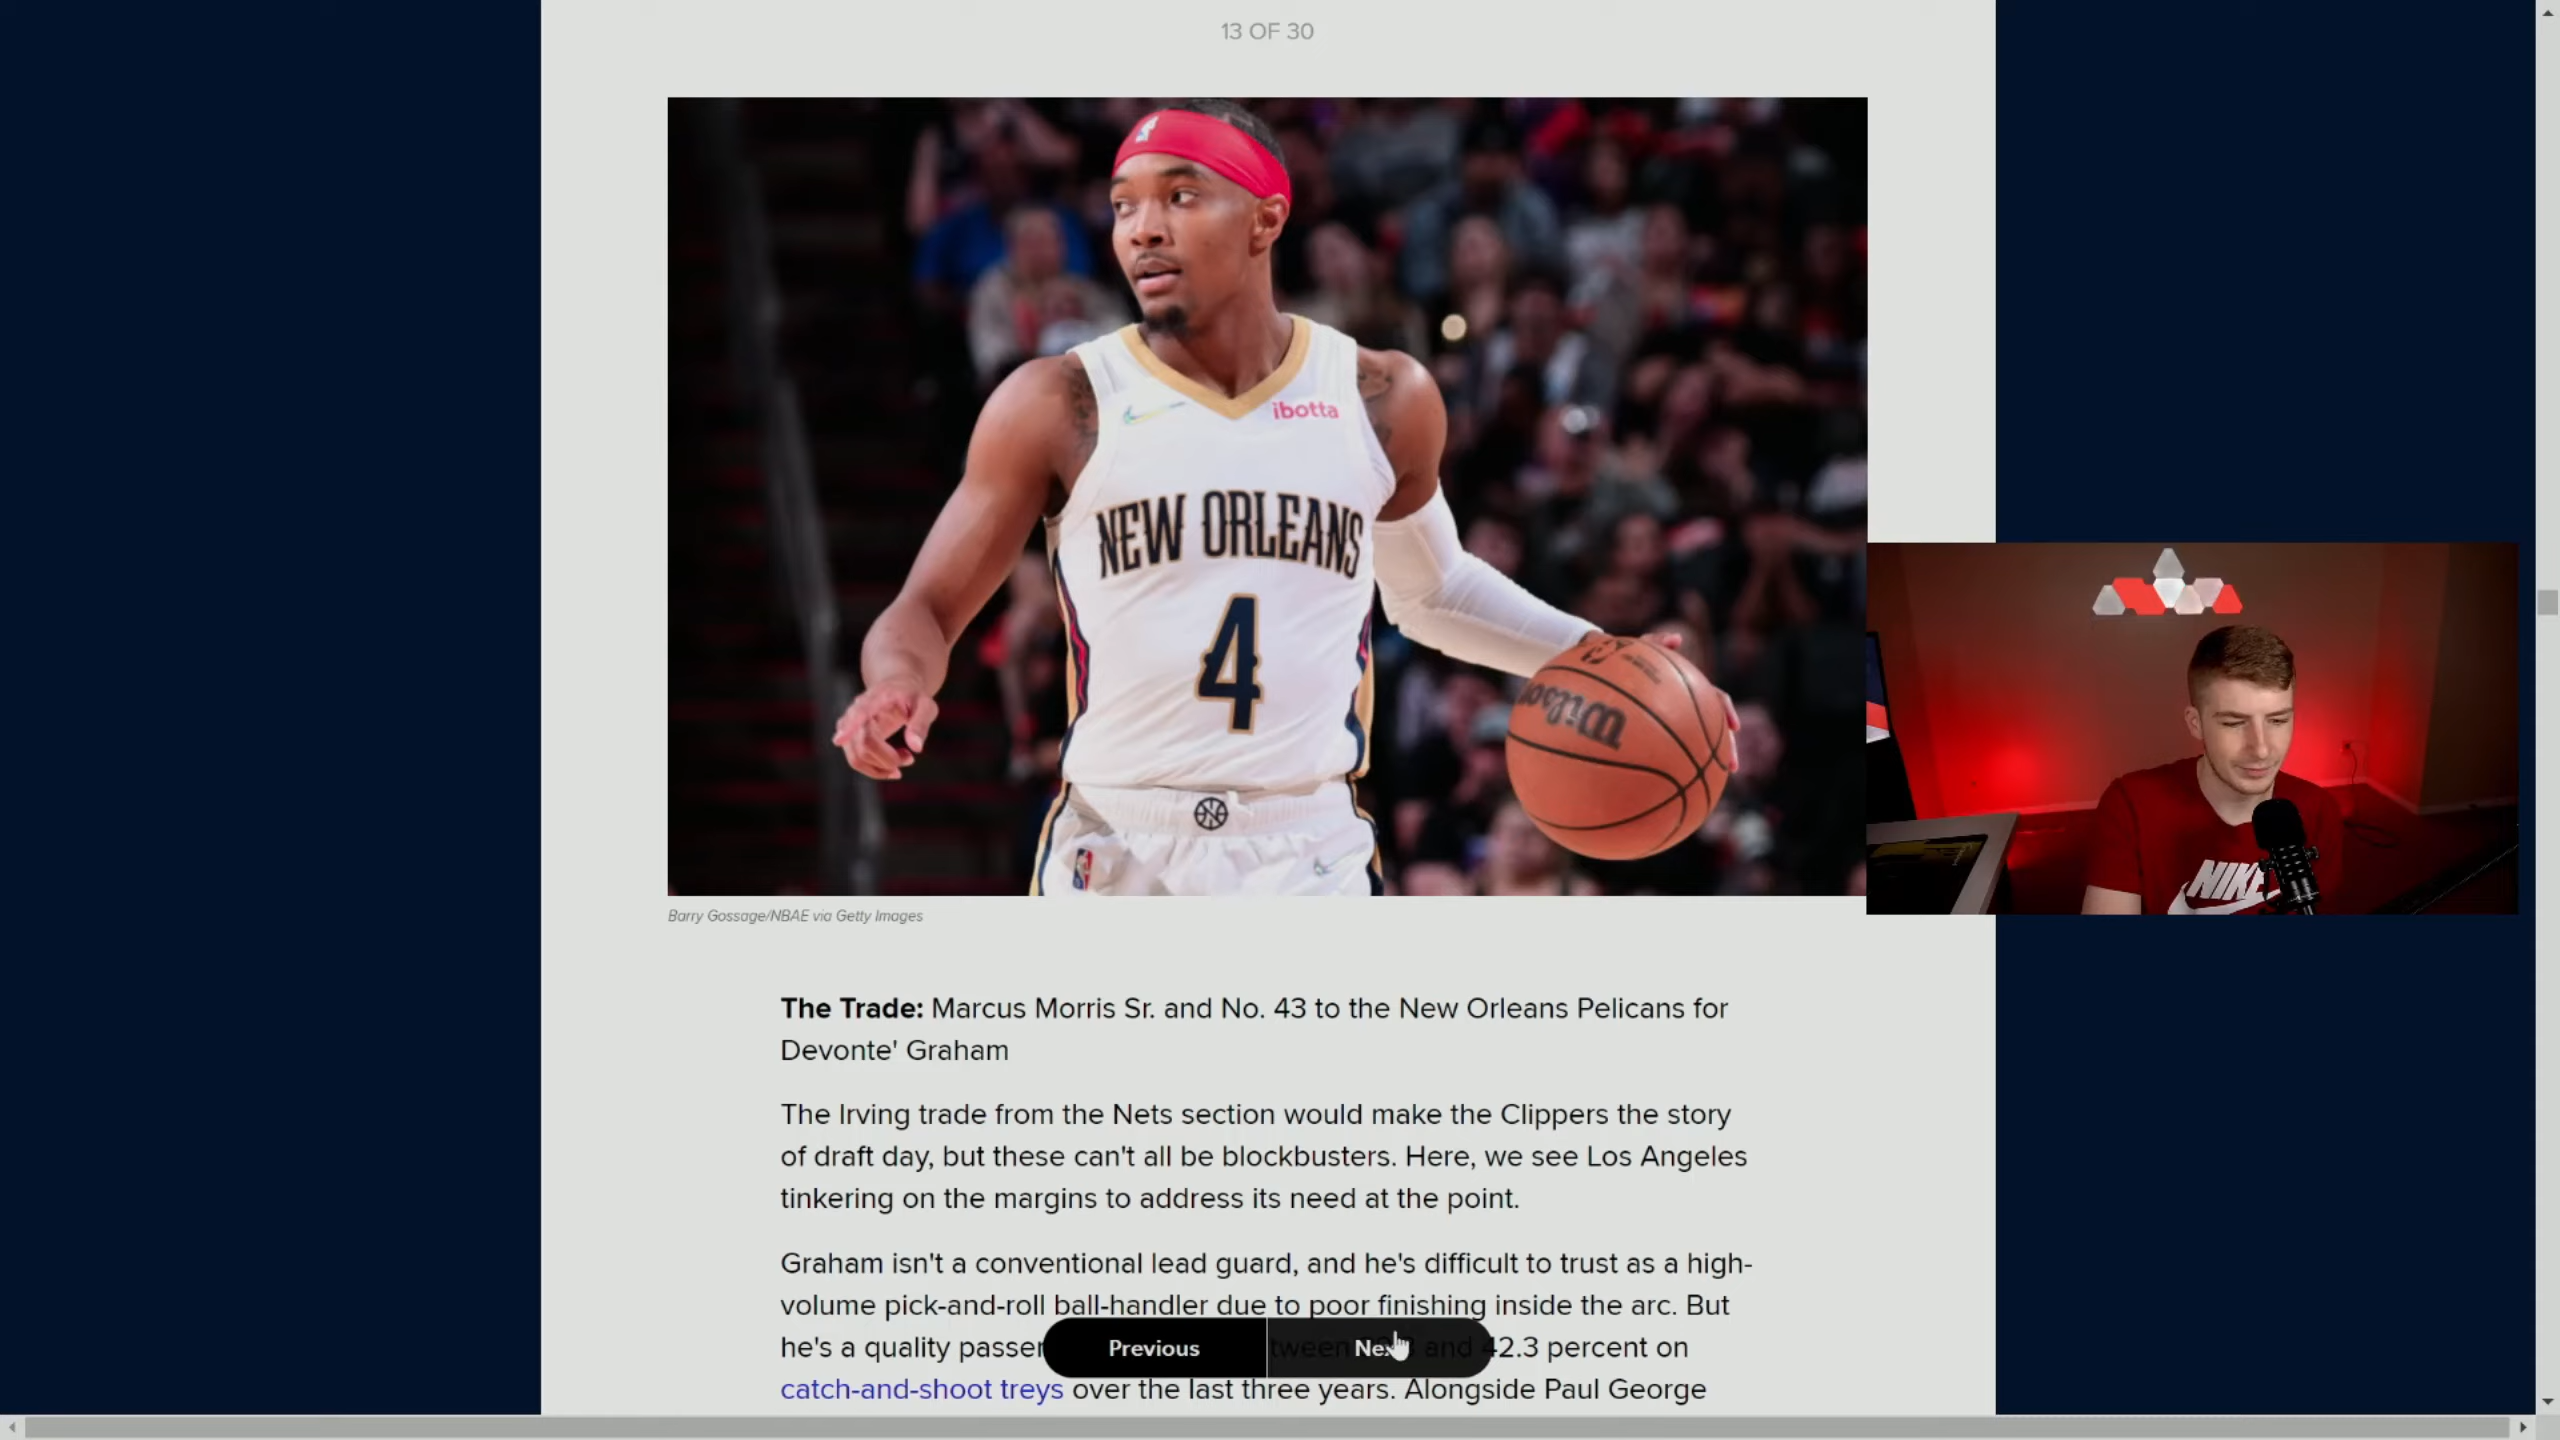 13 OF 30
ibotta
NEW ORLEANS
4
Wilson
NIKE
Barry Gossage/NBAE via Getty Images
The Trade: Marcus Morris Sr. and No. 43 to the New Orleans Pelicans for
Devonte' Graham
The Irving trade from the Nets section would make the Clippers the story
of draft day, but these can't all be blockbusters. Here, we see Los Angeles
tinkering on the margins to address its need at the point.
Graham isn't a conventional lead guard, and he's difficult to trust as a high-
volume pick-and-roll ball-handler due to poor finishing inside the arc. But
he's a quality passer and 42.3 percent on
Previous
catch-and-shoot treys over the last three years. Alongside Paul George